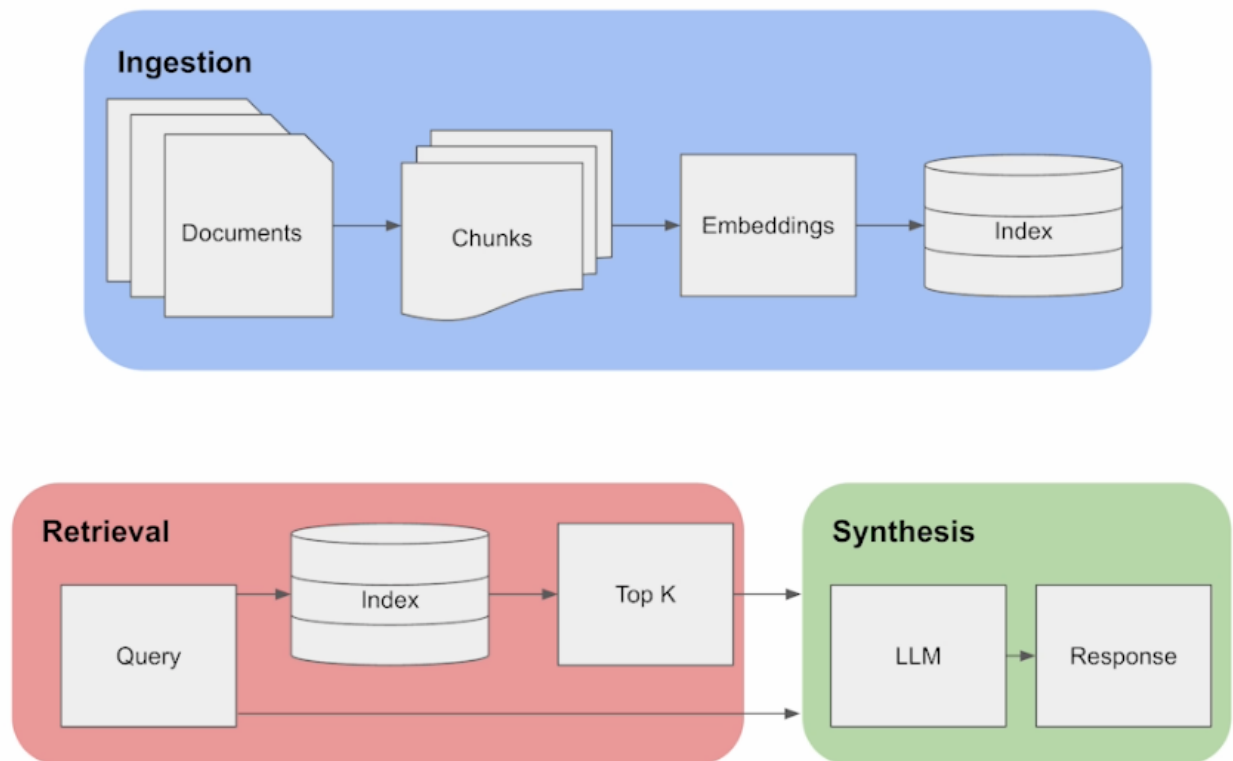 Ingestion
Documents
Chunks
Embeddings
Index
Retrieval
Query
Index
Top K
Synthesis
LLM
Response